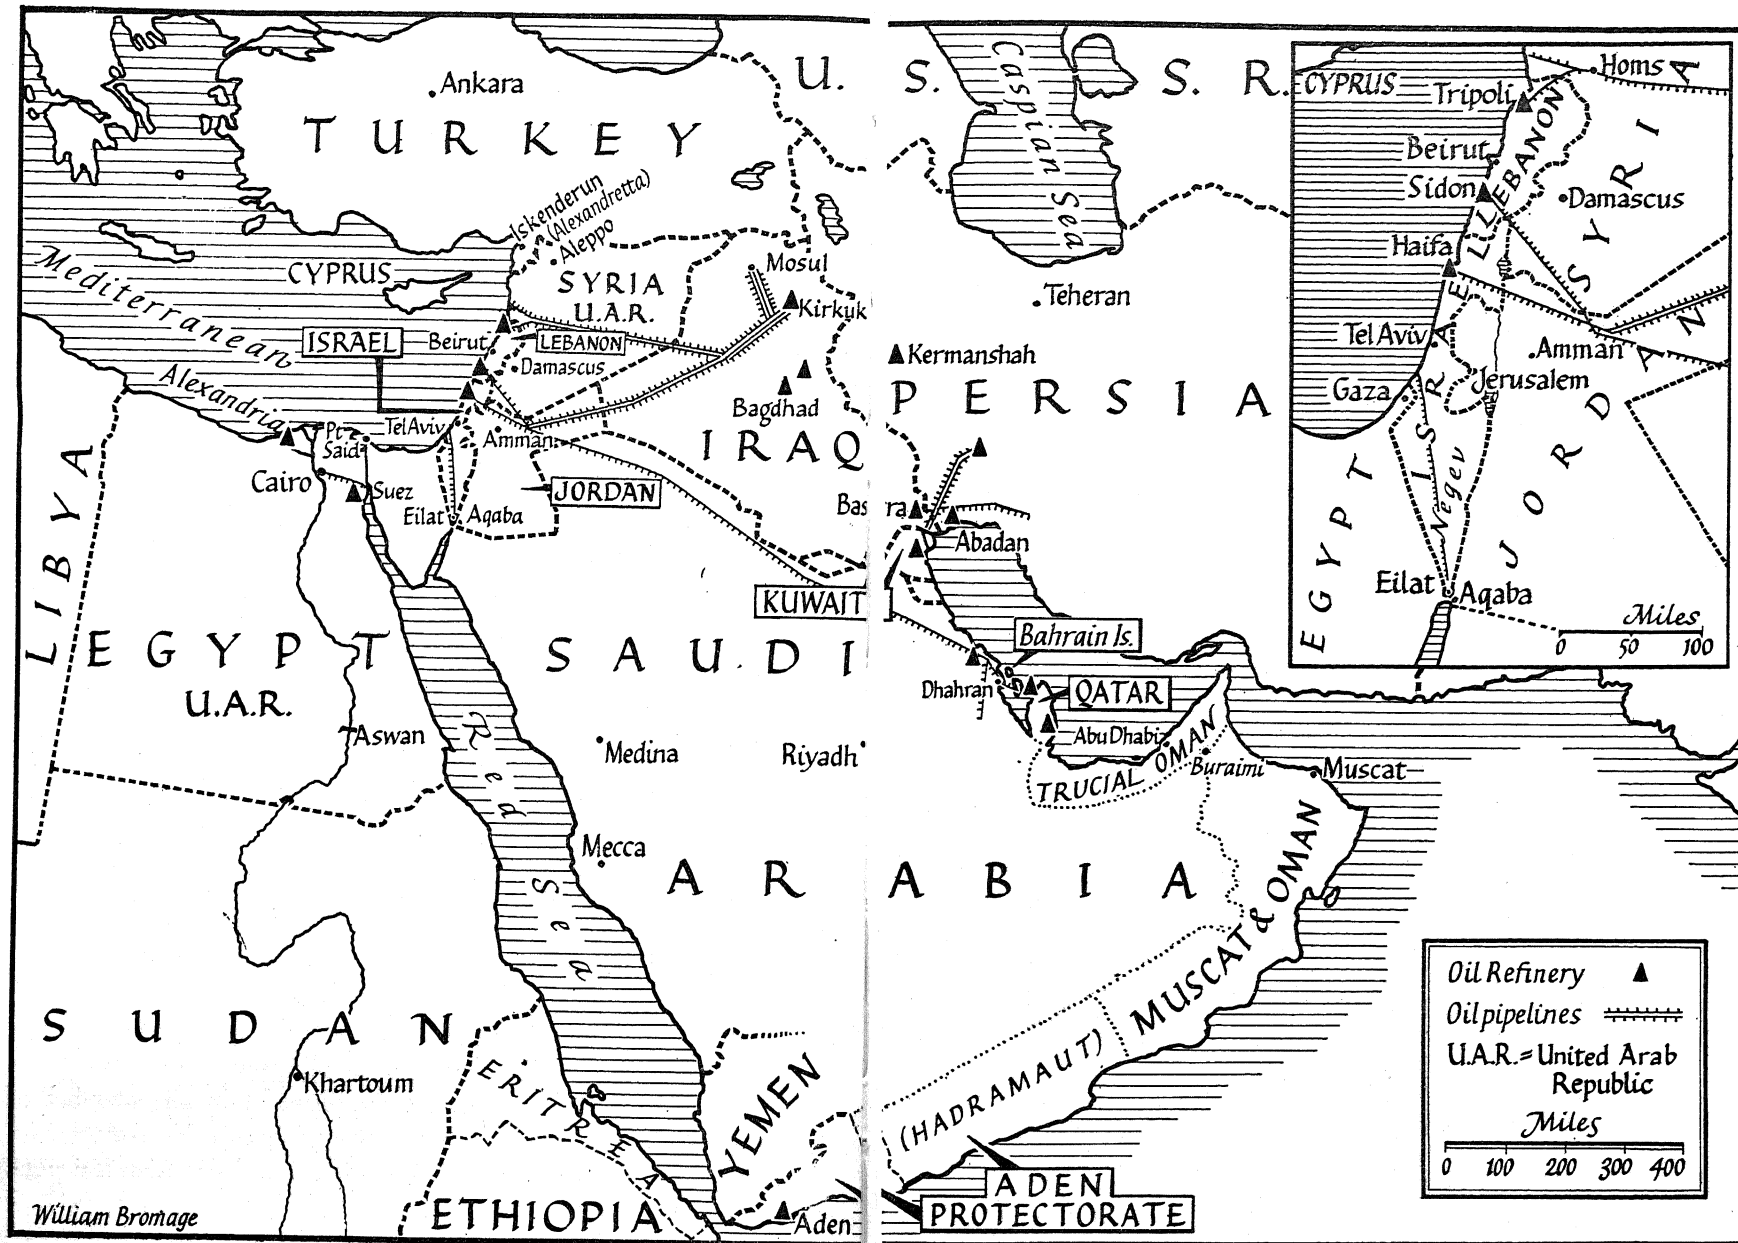 U. S. S. R.
Caspian Sea
Ankara
TURKEY
Iskenderun
(Alexandretta)
Aleppo
Mosul
CYPRUS
SYRIA
U.A.R.
Kirkuk
Teheran
Mediterranean
ISRAEL
Beirut
LEBANON
Damascus
Kermanshah
Alexandria
Bagdhad
PERSIA
Pt
Said
Tel Aviv
Amman
IRAQ
LIBYA
Cairo
Suez
JORDAN
Eilat
Aqaba
Basra
Abadan
KUWAIT
EGYPT
U.A.R.
SAUDI
Bahrain Is.
Dhahran
QATAR
Aswan
Red Sea
Medina
Riyadh
Abu Dhabi
TRUCIAL OMAN
Buraimi
Muscat
Mecca
ARABIA
MUSCAT & OMAN
SUDAN
Khartoum
ERITREA
YEMEN
(HADRAMAUT)
ETHIOPIA
Aden
ADEN
PROTECTORATE
William Bromage
CYPRUS
Homs
Tripoli
LEBANON
SYRIA
Beirut
Sidon
Damascus
Haifa
ISRAEL
Tel Aviv
Amman
Jerusalem
Gaza
JORDAN
Negev
EGYPT
Eilat
Aqaba
Miles
0 50 100
Oil Refinery
Oil pipelines
U.A.R. = United Arab
Republic
Miles
0 100 200 300 400